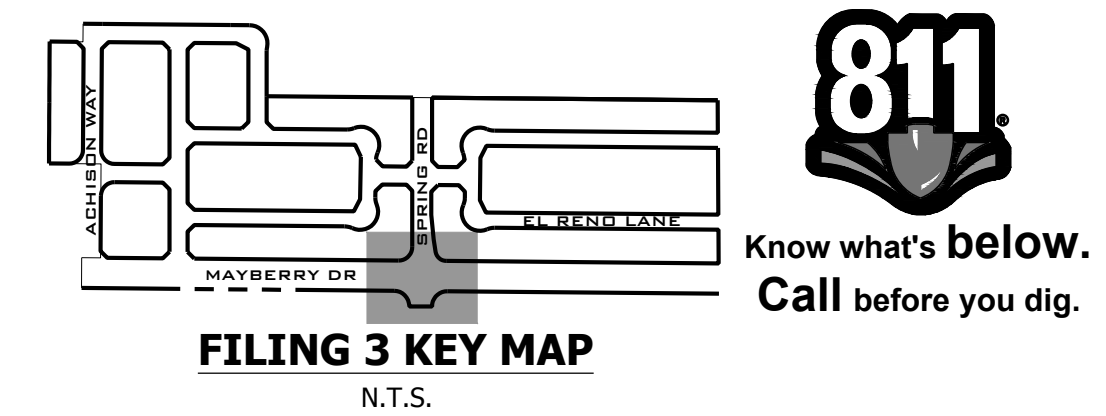 ACHISON WAY
SPRING RD
EL RENO LANE
MAYBERRY DR
FILING 3 KEY MAP
N.T.S.
811®
Know what's below.
Call before you dig.